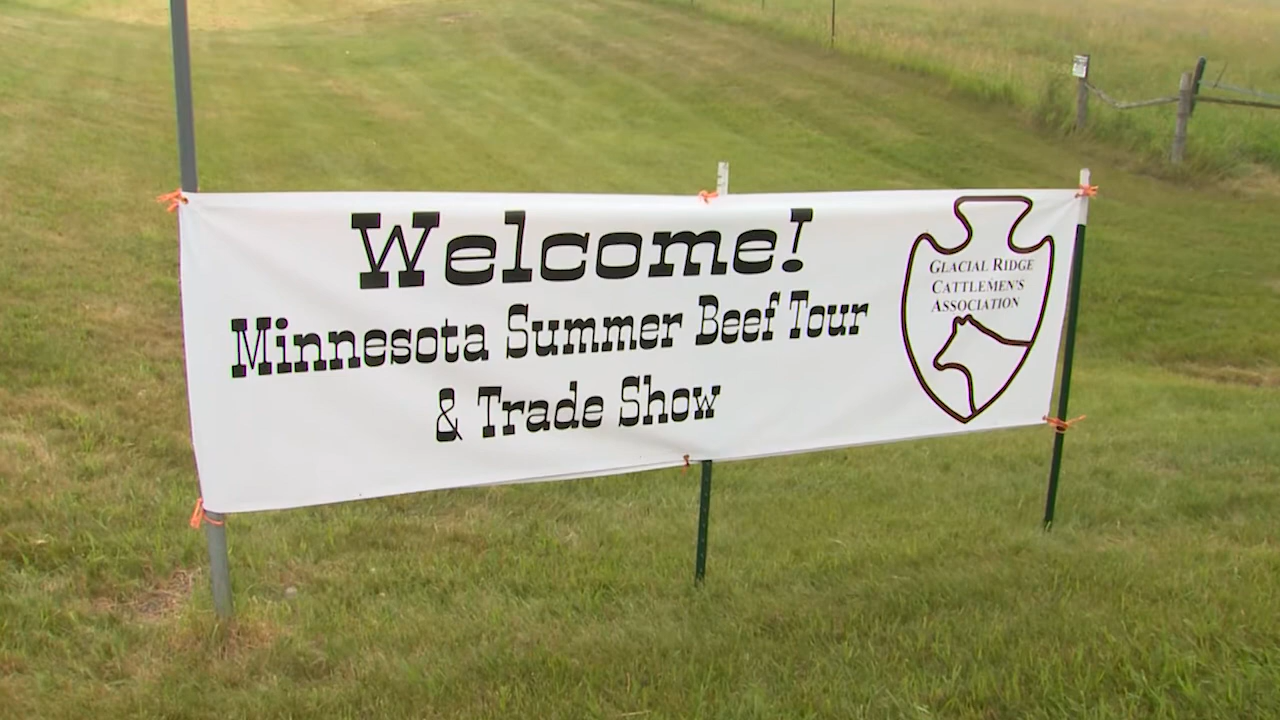 Welcome!
Minnesota Summer Beef Tour
& Trade Show
GLACIAL RIDGE
CATTLEMEN'S
ASSOCIATION